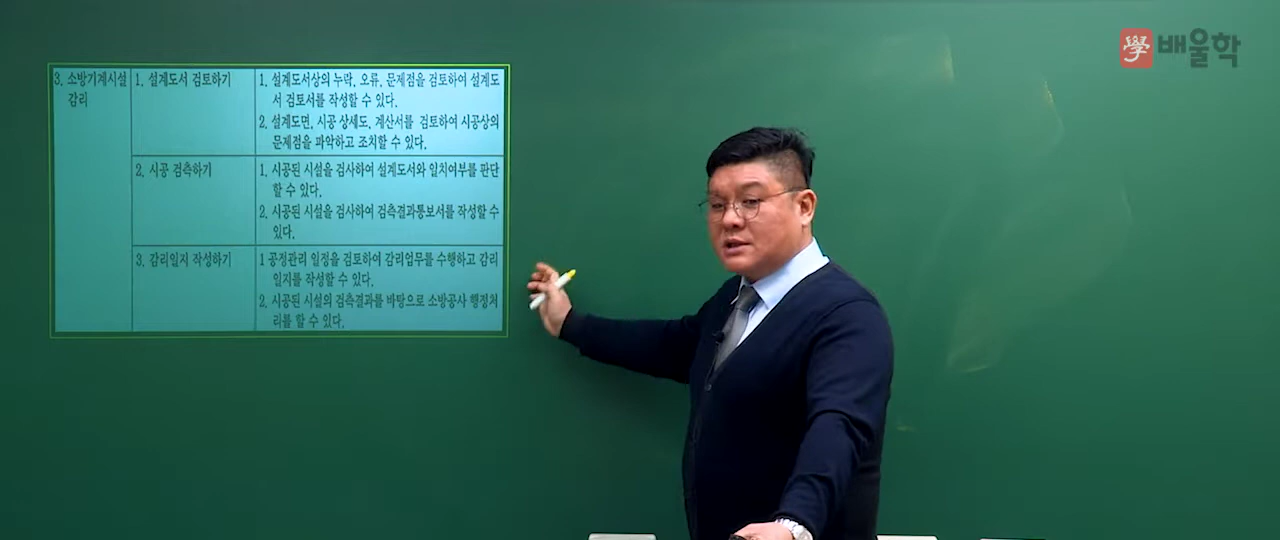 學 배울학
3. 소방기계시설 감리
1. 설계도서 검토하기
1. 설계도서상의 누락, 오류, 문제점을 검토하여 설계도
서 검토서를 작성할 수 있다.
2. 설계도면, 시공 상세도, 계산서를 검토하여 시공상의
문제점을 파악하고 조치할 수 있다.
2. 시공 검측하기
1. 시공된 시설을 검사하여 설계도서와 일치여부를 판단
할 수 있다.
2. 시공된 시설을 검사하여 검측결과통보서를 작성할 수
있다.
3. 감리일지 작성하기
1 공정관리 일정을 검토하여 감리업무를 수행하고 감리
일지를 작성할 수 있다.
2. 시공된 시설의 검측결과를 바탕으로 소방공사 행정처
리를 할 수 있다.